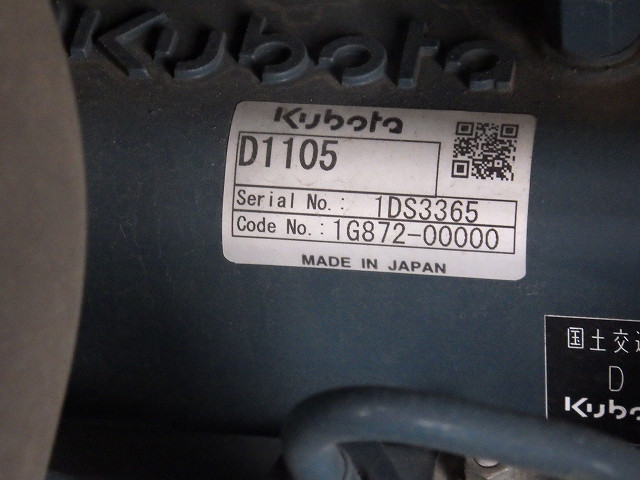 Kubota
Kubota
D1105
Serial No.: 1DS3365
Code No.: 1G872-00000
MADE IN JAPAN
国土交
D
Kubo